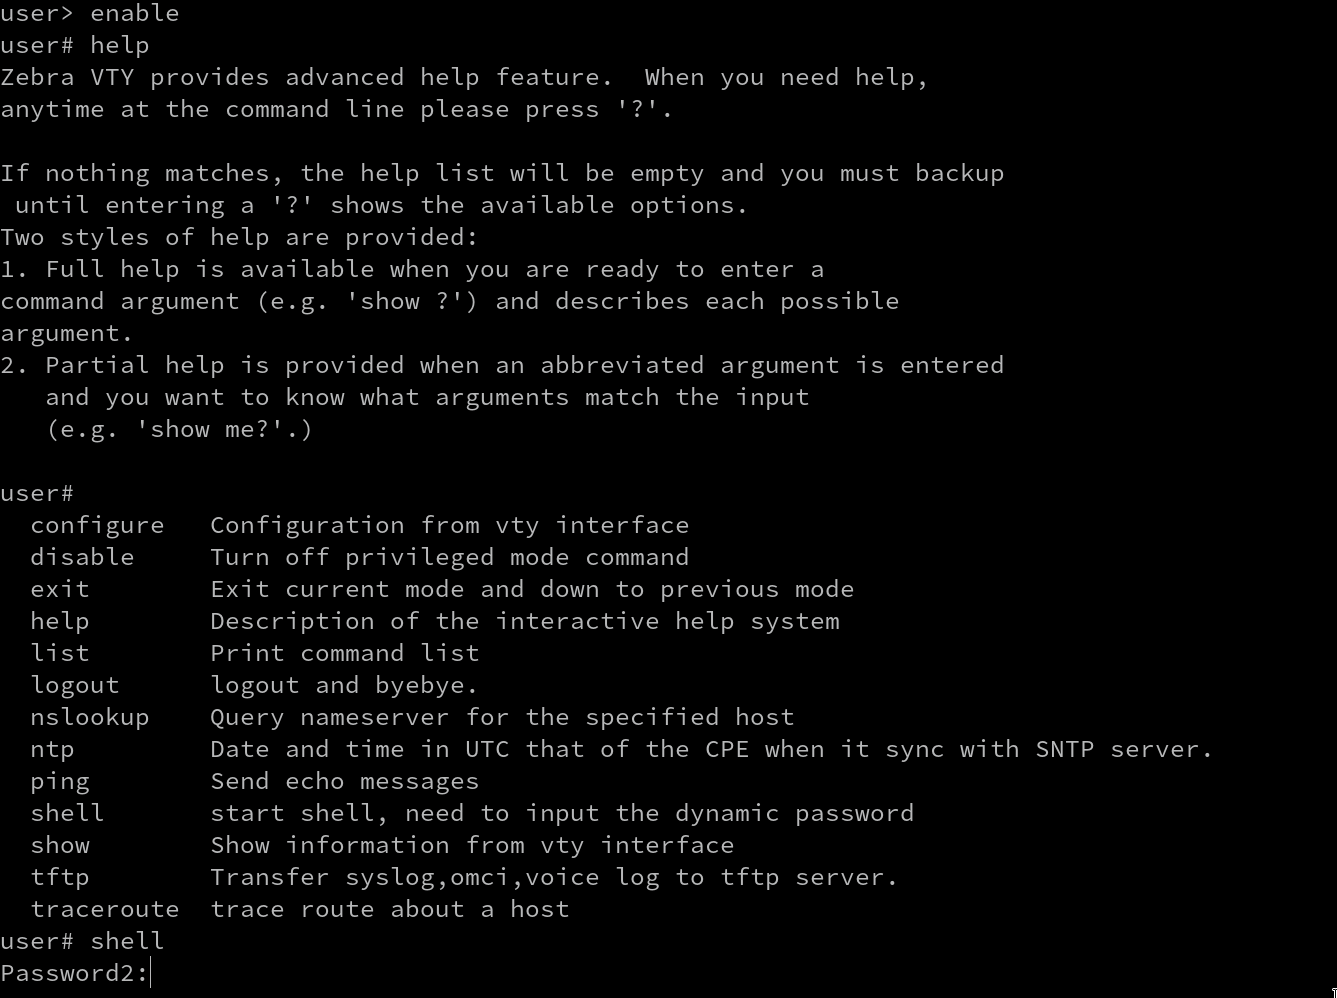 user> enable
user# help
Zebra VTY provides advanced help feature.  When you need help,
anytime at the command line please press '?'.
If nothing matches, the help list will be empty and you must backup
 until entering a '?' shows the available options.
Two styles of help are provided:
1. Full help is available when you are ready to enter a
command argument (e.g. 'show ?') and describes each possible
argument.
2. Partial help is provided when an abbreviated argument is entered
   and you want to know what arguments match the input
   (e.g. 'show me?'.)
user#
  configure   Configuration from vty interface
  disable     Turn off privileged mode command
  exit        Exit current mode and down to previous mode
  help        Description of the interactive help system
  list        Print command list
  logout      logout and byebye.
  nslookup    Query nameserver for the specified host
  ntp         Date and time in UTC that of the CPE when it sync with SNTP server.
  ping        Send echo messages
  shell       start shell, need to input the dynamic password
  show        Show information from vty interface
  tftp        Transfer syslog,omci,voice log to tftp server.
  traceroute  trace route about a host
user# shell
Password2: